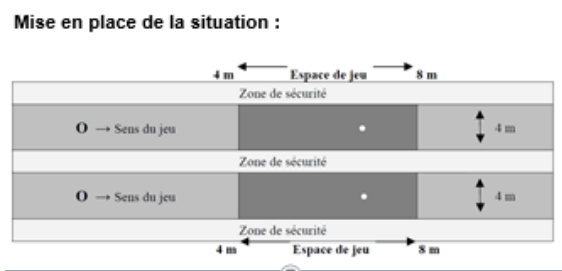 Mise en place de la situation :
4 m Espace de jeu 8 m
Zone de sécurité
O → Sens du jeu 4 m
Zone de sécurité
O → Sens du jeu 4 m
Zone de sécurité
4 m Espace de jeu 8 m